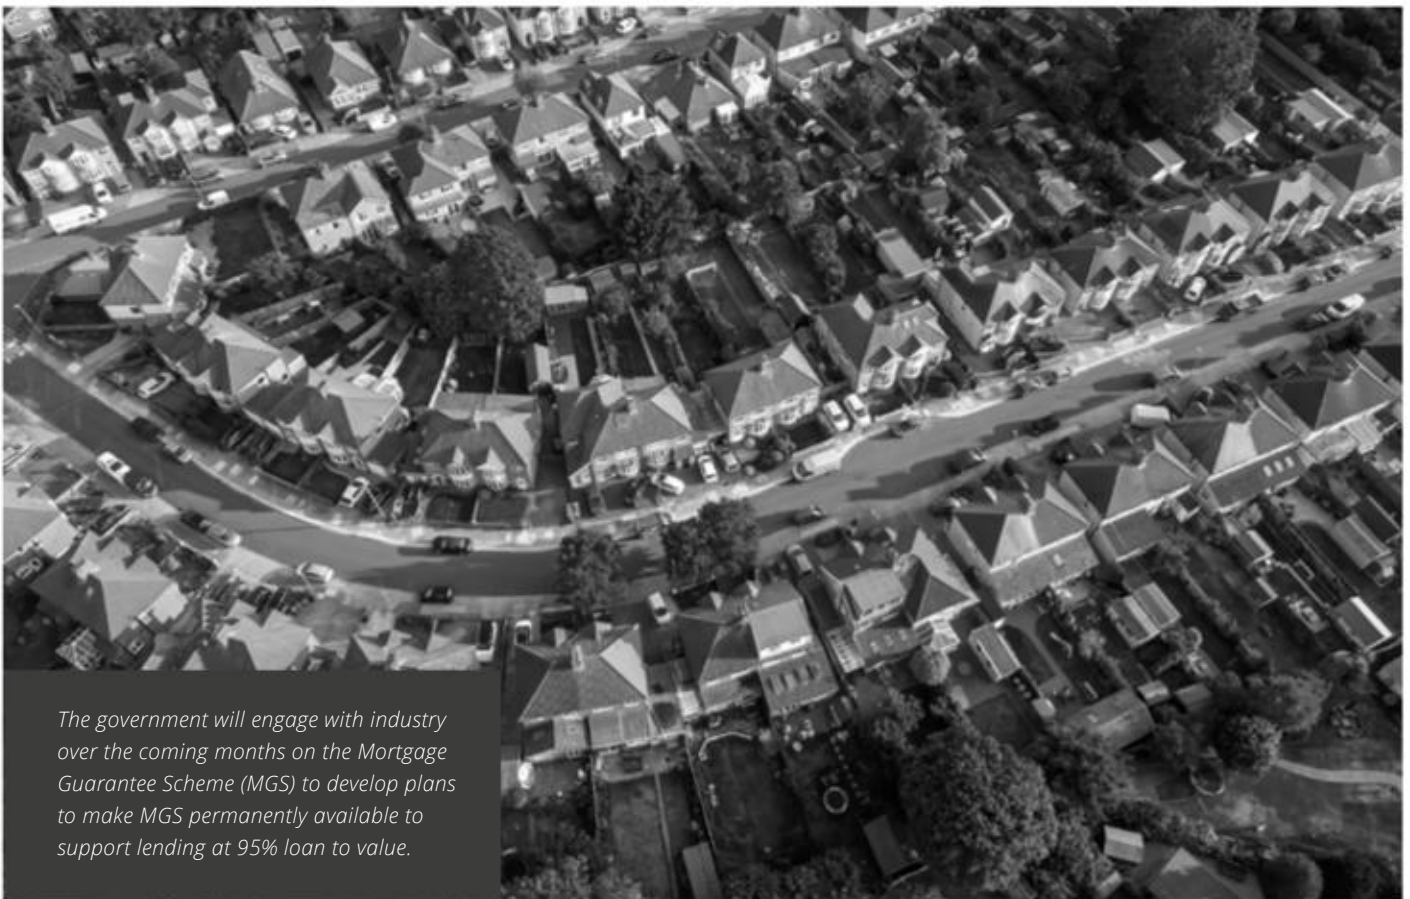 The government will engage with industry
over the coming months on the Mortgage
Guarantee Scheme (MGS) to develop plans
to make MGS permanently available to
support lending at 95% loan to value.